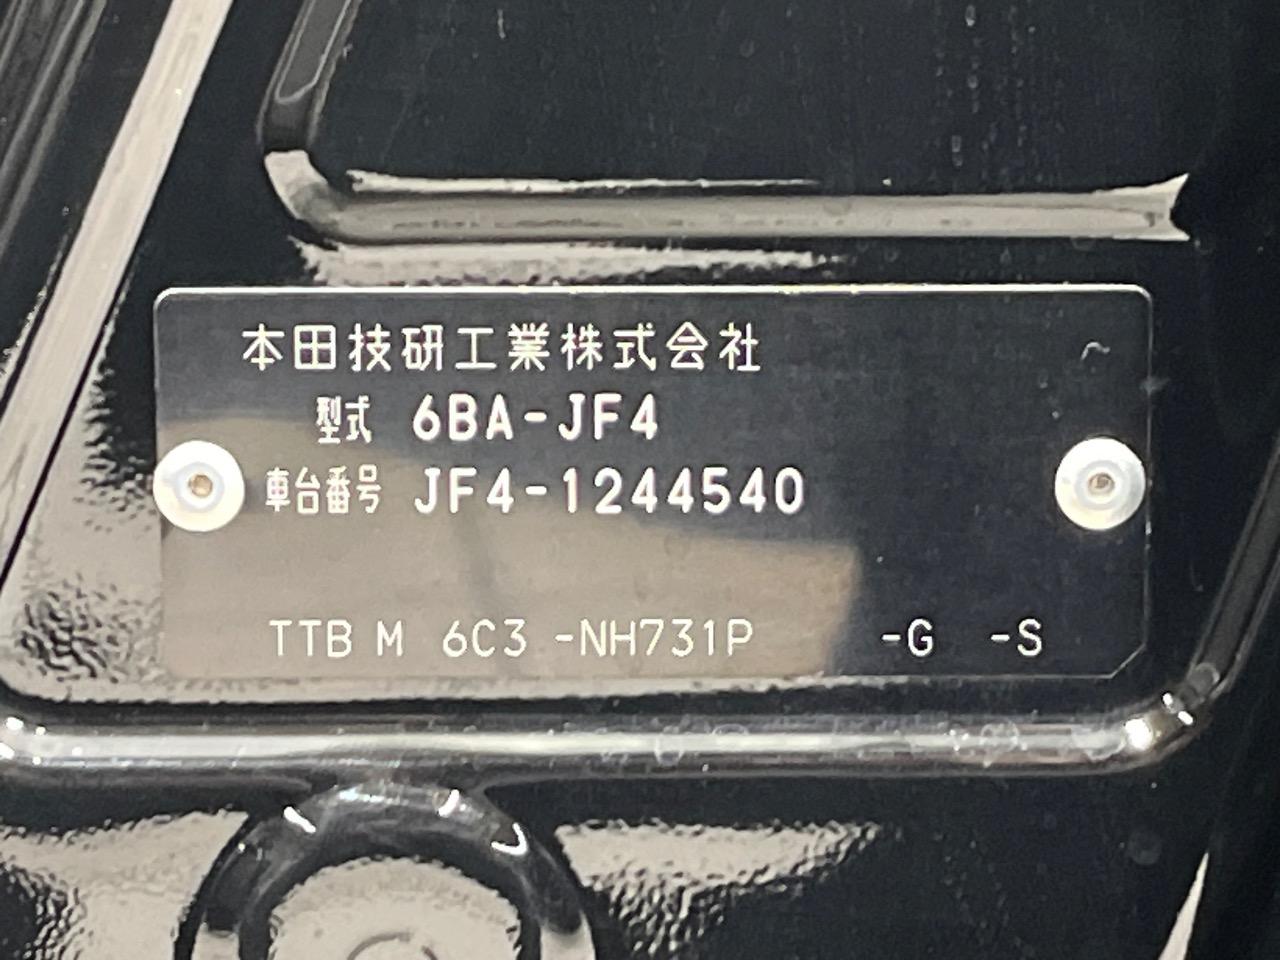 本田技研工業株式会社
型式 6BA-JF4
車台番号 JF4-1244540
TTB M 6C3 -NH731P -G -S